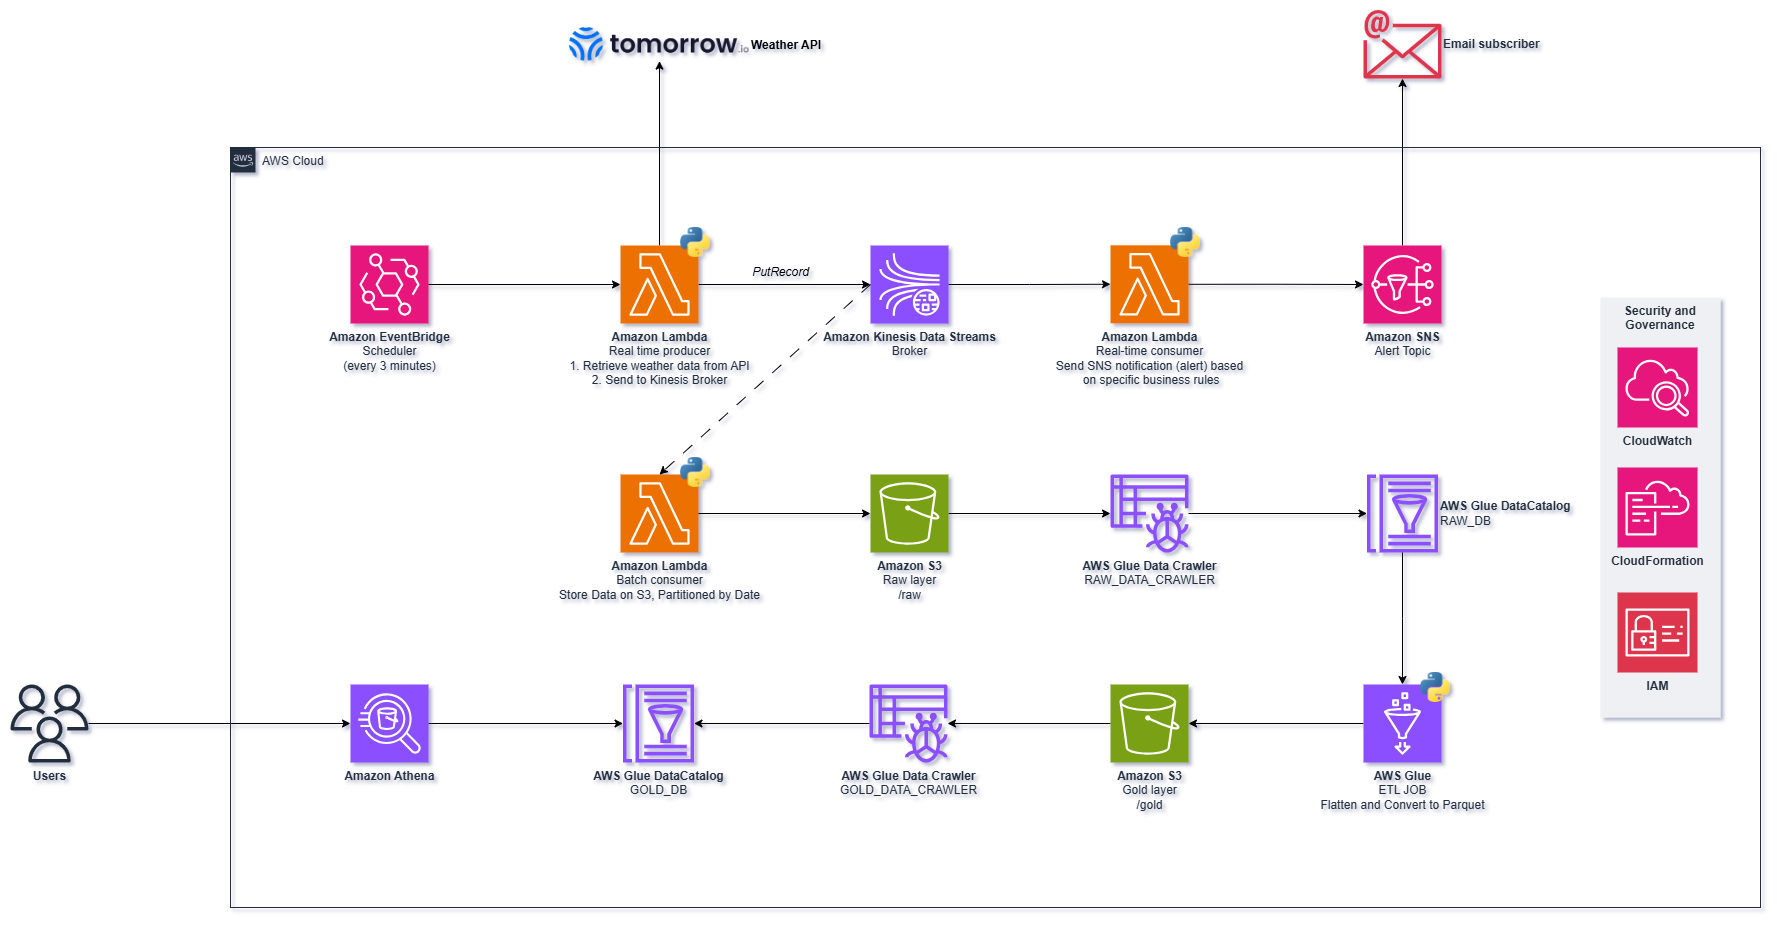 tomorrow.io Weather API
Email subscriber
aws AWS Cloud
PutRecord
Amazon EventBridge
Scheduler
(every 3 minutes)
Amazon Lambda
Real time producer
1. Retrieve weather data from API
2. Send to Kinesis Broker
Amazon Kinesis Data Streams
Broker
Amazon Lambda
Real-time consumer
Send SNS notification (alert) based
on specific business rules
Amazon SNS
Alert Topic
Security and
Governance
CloudWatch
CloudFormation
IAM
Amazon Lambda
Batch consumer
Store Data on S3, Partitioned by Date
Amazon S3
Raw layer
/raw
AWS Glue Data Crawler
RAW_DATA_CRAWLER
AWS Glue DataCatalog
RAW_DB
Users
Amazon Athena
AWS Glue DataCatalog
GOLD_DB
AWS Glue Data Crawler
GOLD_DATA_CRAWLER
Amazon S3
Gold layer
/gold
AWS Glue
ETL JOB
Flatten and Convert to Parquet